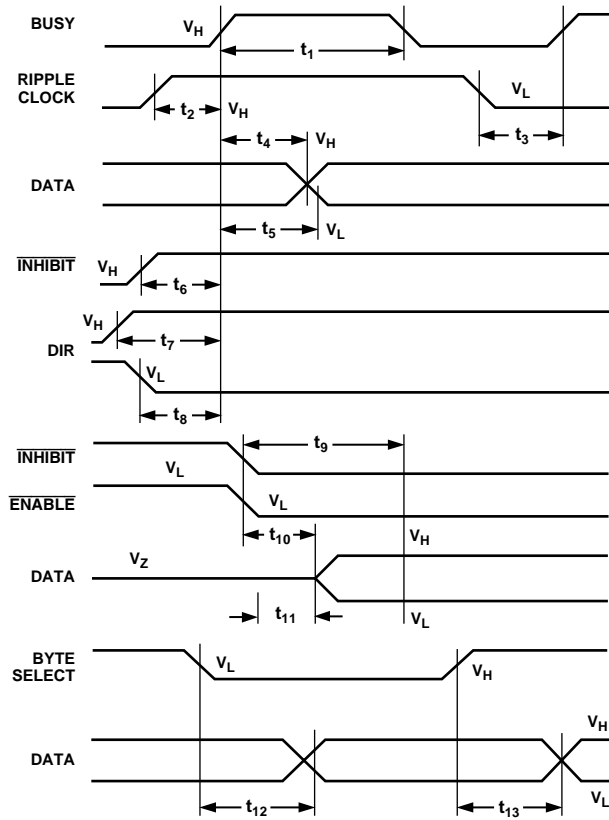 BUSY
V_H
t_1
RIPPLE
CLOCK
V_L
t_2
V_H
t_3
t_4
V_H
DATA
t_5
V_L
INHIBIT
V_H
t_6
V_H
t_7
DIR
V_L
t_8
INHIBIT
t_9
V_L
ENABLE
V_L
t_10
V_H
V_Z
DATA
t_11
V_L
BYTE
SELECT
V_L
V_H
V_H
DATA
V_L
t_12
t_13